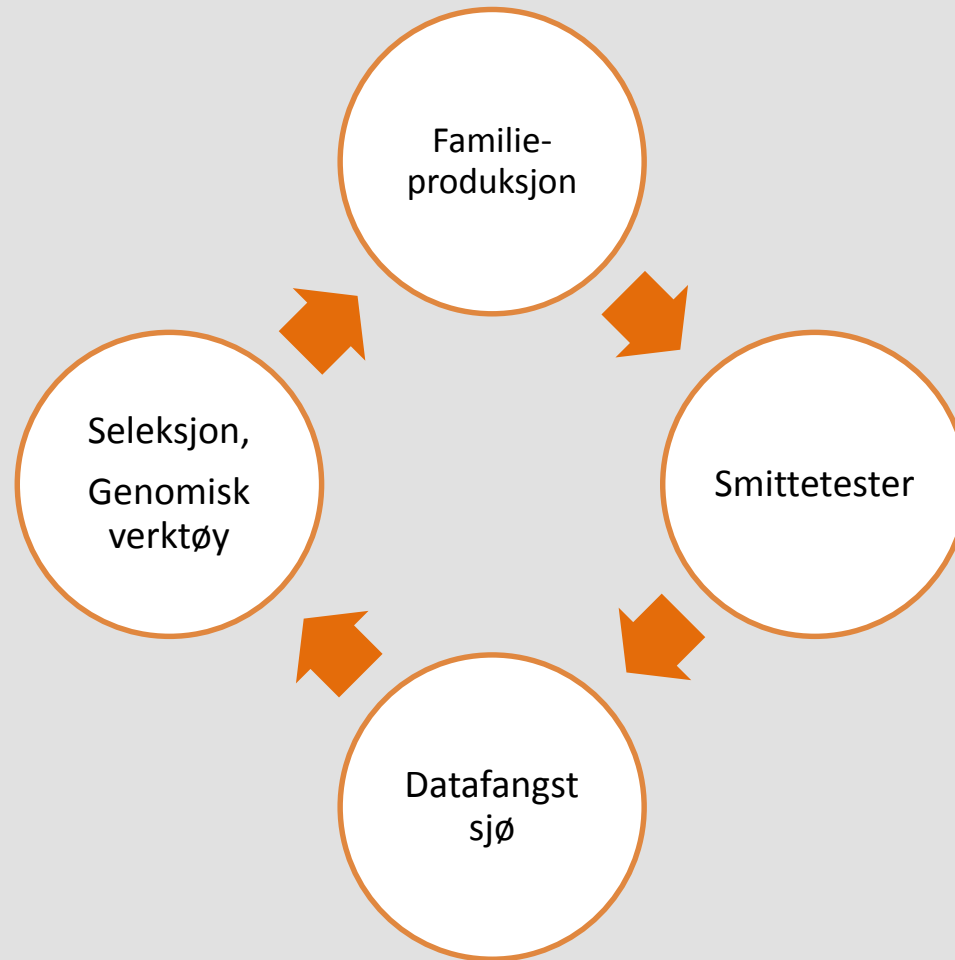 Familie-
produksjon
Seleksjon,
Genomisk
verktøy
Smittetester
Datafangst
sjø